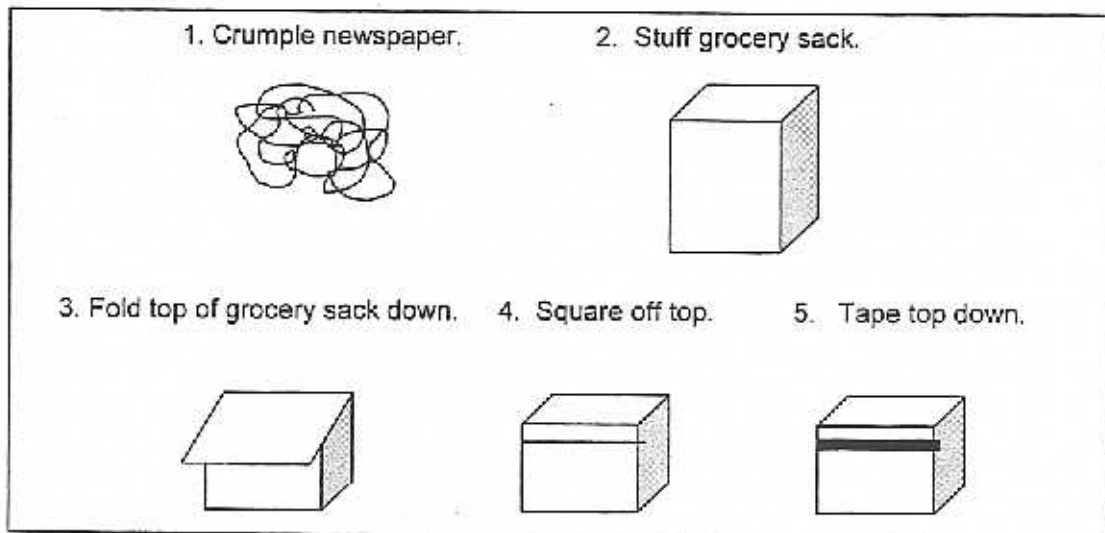 1. Crumple newspaper.
2. Stuff grocery sack.
3. Fold top of grocery sack down.
4. Square off top.
5. Tape top down.